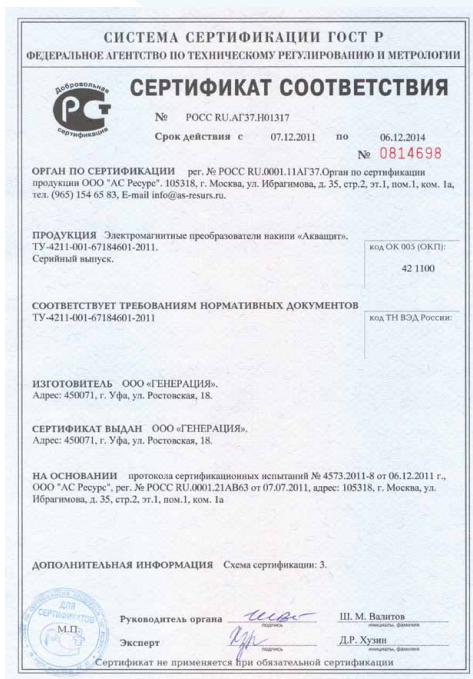 СИСТЕМА СЕРТИФИКАЦИИ ГОСТ Р
ФЕДЕРАЛЬНОЕ АГЕНТСТВО ПО ТЕХНИЧЕСКОМУ РЕГУЛИРОВАНИЮ И МЕТРОЛОГИИ
Добровольная
сертификация
СЕРТИФИКАТ СООТВЕТСТВИЯ
№ РОСС RU.АГ37.Н01317
Срок действия с 07.12.2011 по 06.12.2014
№ 0814698
ОРГАН ПО СЕРТИФИКАЦИИ рег. № РОСС RU.0001.11АГ37.Орган по сертификации
продукции ООО "АС Ресурс". 105318, г. Москва, ул. Ибрагимова, д. 35, стр.2, эт.1, пом.1, ком. 1а,
тел. (965) 154 65 83, E-mail info@as-resurs.ru.
ПРОДУКЦИЯ Электромагнитные преобразователи накипи «Акващит».
ТУ-4211-001-67184601-2011.
Серийный выпуск.
код ОК 005 (ОКП):
42 1100
СООТВЕТСТВУЕТ ТРЕБОВАНИЯМ НОРМАТИВНЫХ ДОКУМЕНТОВ
ТУ-4211-001-67184601-2011
код ТН ВЭД России:
ИЗГОТОВИТЕЛЬ ООО «ГЕНЕРАЦИЯ».
Адрес: 450071, г. Уфа, ул. Ростовская, 18.
СЕРТИФИКАТ ВЫДАН ООО «ГЕНЕРАЦИЯ».
Адрес: 450071, г. Уфа, ул. Ростовская, 18.
НА ОСНОВАНИИ протокола сертификационных испытаний № 4573.2011-8 от 06.12.2011 г.,
ООО "АС Ресурс", рег. № РОСС RU.0001.21АВ63 от 07.07.2011, адрес: 105318, г. Москва, ул.
Ибрагимова, д. 35, стр.2, эт.1, пом.1, ком. 1а
ДОПОЛНИТЕЛЬНАЯ ИНФОРМАЦИЯ Схема сертификации: 3.
ДЛЯ
СЕРТИФИКАТОВ
М.П.
Руководитель органа
подпись
Ш. М. Валитов
инициалы, фамилия
Эксперт
подпись
Д.Р. Хузин
инициалы, фамилия
Сертификат не применяется при обязательной сертификации